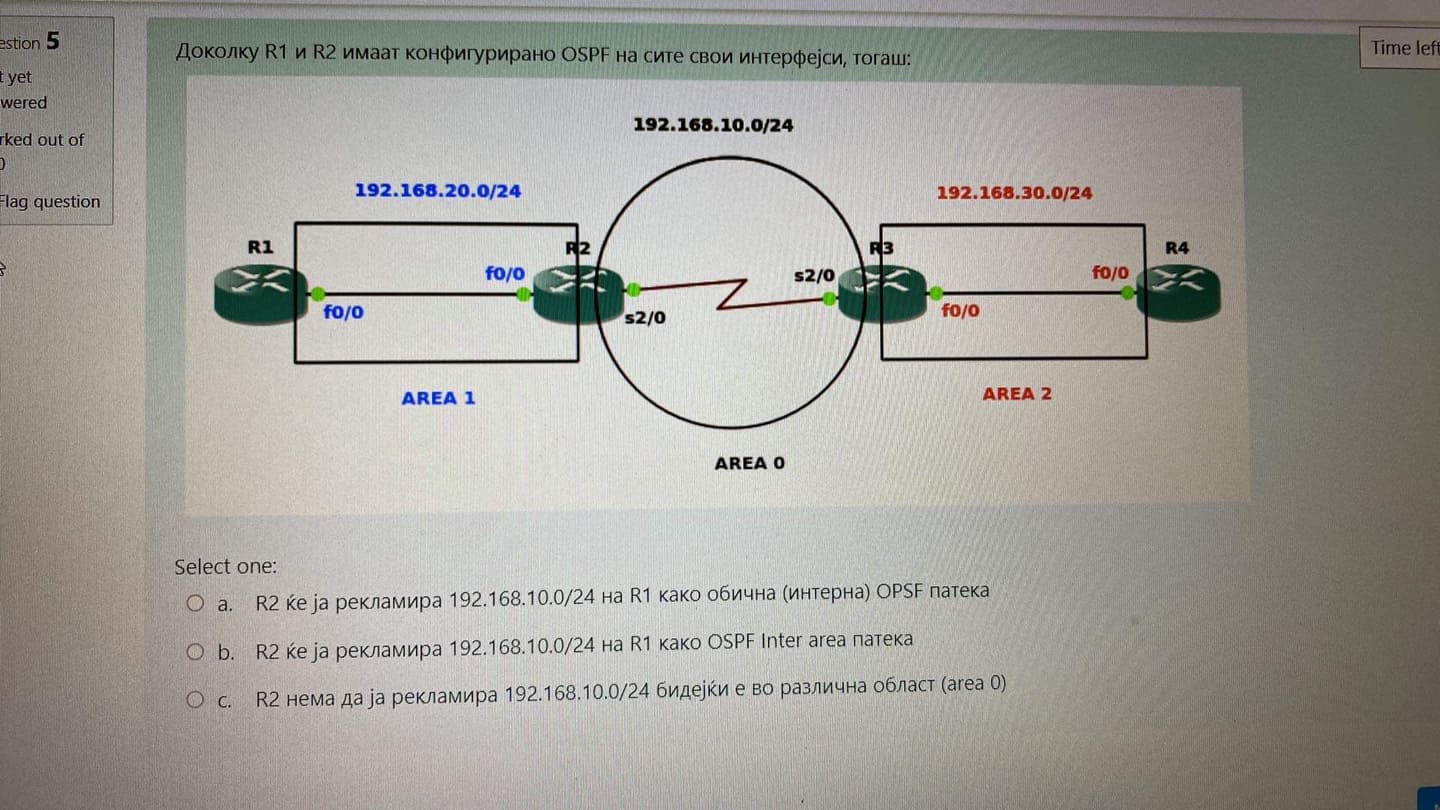 estion 5
t yet
wered
rked out of
Flag question
Time left
Доколку R1 и R2 имаат конфигурирано OSPF на сите свои интерфејси, тогаш:
192.168.10.0/24
192.168.20.0/24
192.168.30.0/24
R1
R2
R3
R4
f0/0
s2/0
f0/0
f0/0
s2/0
f0/0
AREA 1
AREA 2
AREA 0
Select one:
a. R2 ќе ја рекламира 192.168.10.0/24 на R1 како обична (интерна) OPSF патека
b. R2 ќе ја рекламира 192.168.10.0/24 на R1 како OSPF Inter area патека
c. R2 нема да ја рекламира 192.168.10.0/24 бидејќи е во различна област (area 0)